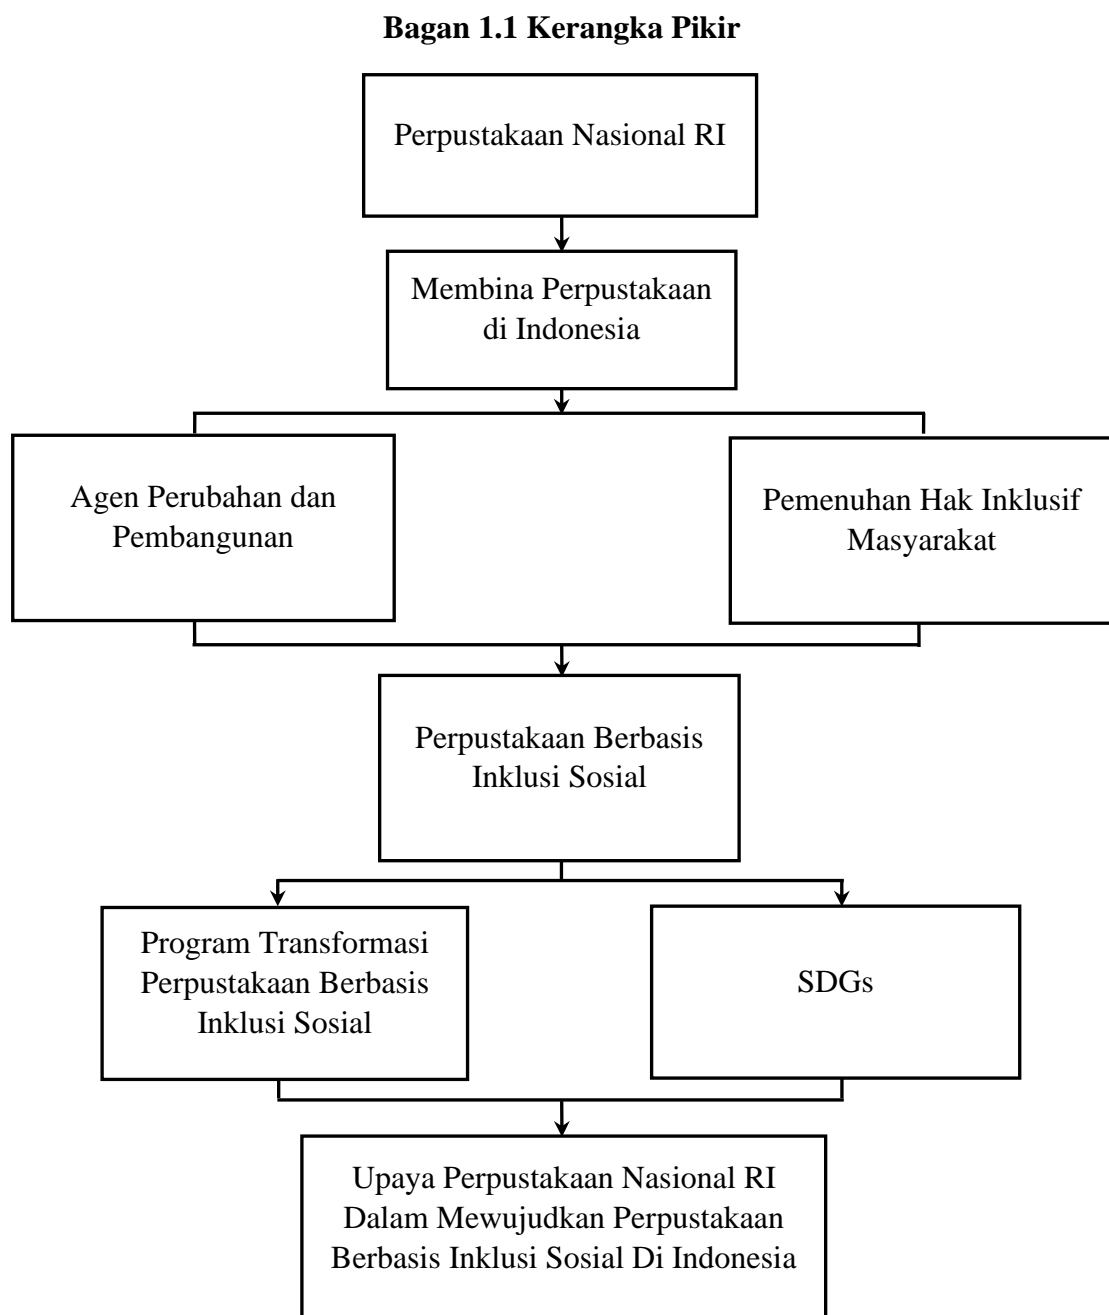 Bagan 1.1 Kerangka Pikir
Perpustakaan Nasional RI
Membina Perpustakaan
di Indonesia
Agen Perubahan dan
Pembangunan
Pemenuhan Hak Inklusif
Masyarakat
Perpustakaan Berbasis
Inklusi Sosial
Program Transformasi
Perpustakaan Berbasis
Inklusi Sosial
SDGs
Upaya Perpustakaan Nasional RI
Dalam Mewujudkan Perpustakaan
Berbasis Inklusi Sosial Di Indonesia